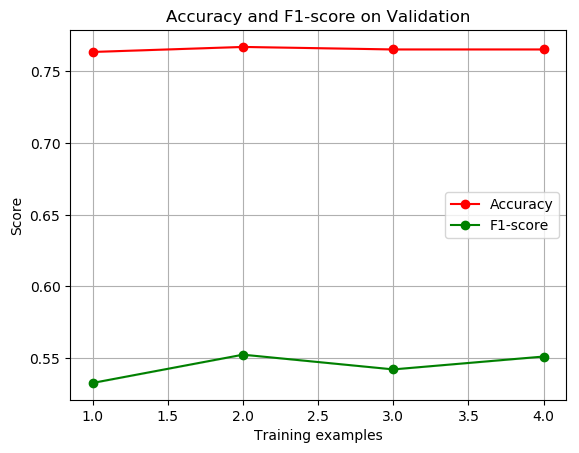 Accuracy and F1-score on Validation
Score
0.75
0.70
0.65
0.60
0.55
Accuracy
F1-score
1.0 1.5 2.0 2.5 3.0 3.5 4.0
Training examples